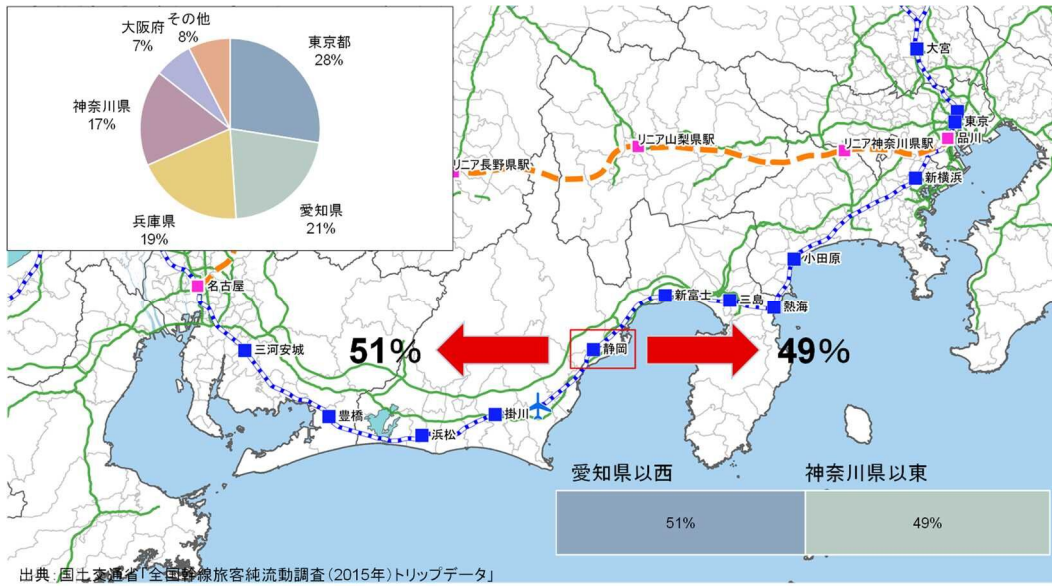 大阪府
7%
その他
8%
東京都
28%
神奈川県
17%
兵庫県
19%
愛知県
21%
大宮
東京
品川
リニア神奈川県駅
リニア山梨県駅
リニア長野県駅
新横浜
小田原
熱海
三島
新富士
静岡
名古屋
三河安城
豊橋
浜松
掛川
51%
49%
愛知県以西
神奈川県以東
51%
49%
出典:国土交通省「全国幹線旅客純流動調査(2015年)トリップデータ」